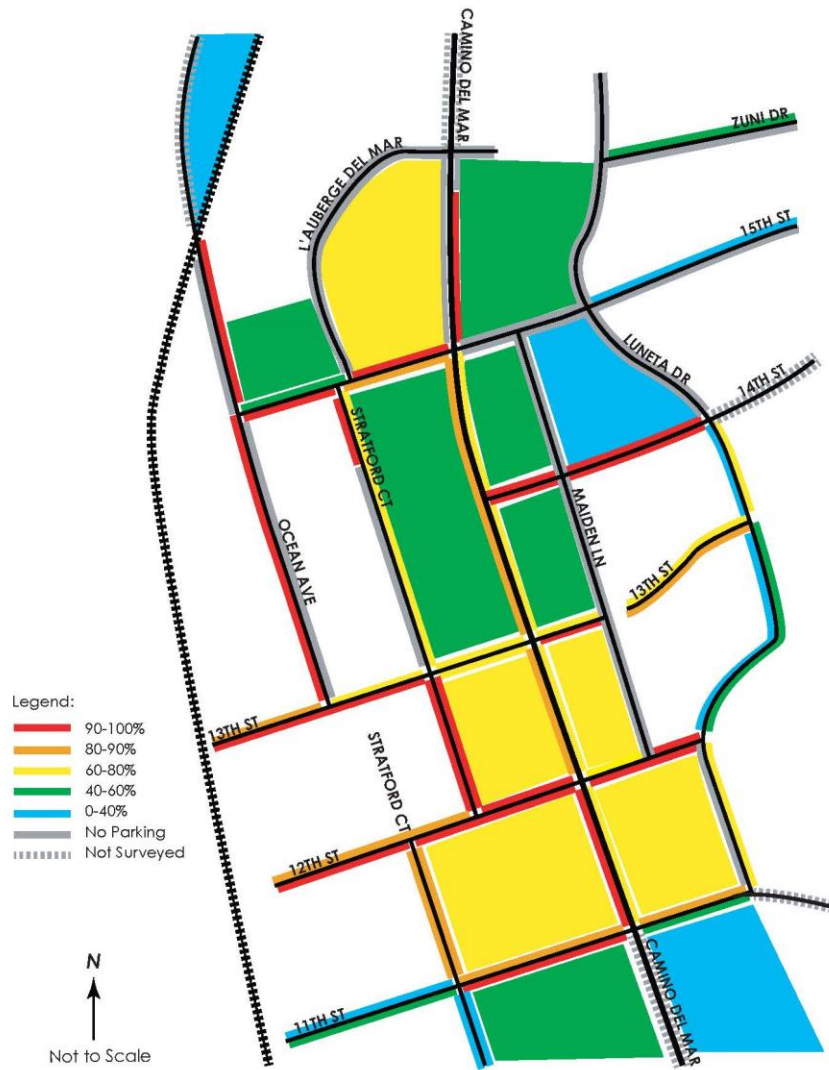 CAMINO DEL MAR
ZUNI DR
L'AUBERGE DEL MAR
15TH ST
LUNETA DR
14TH ST
STRATFORD CT
MAIDEN LN
OCEAN AVE
13TH ST
Legend:
90-100%
80-90%
60-80%
40-60%
0-40%
No Parking
Not Surveyed
13TH ST
STRATFORD CT
12TH ST
N
Not to Scale
11TH ST
CAMINO DEL MAR